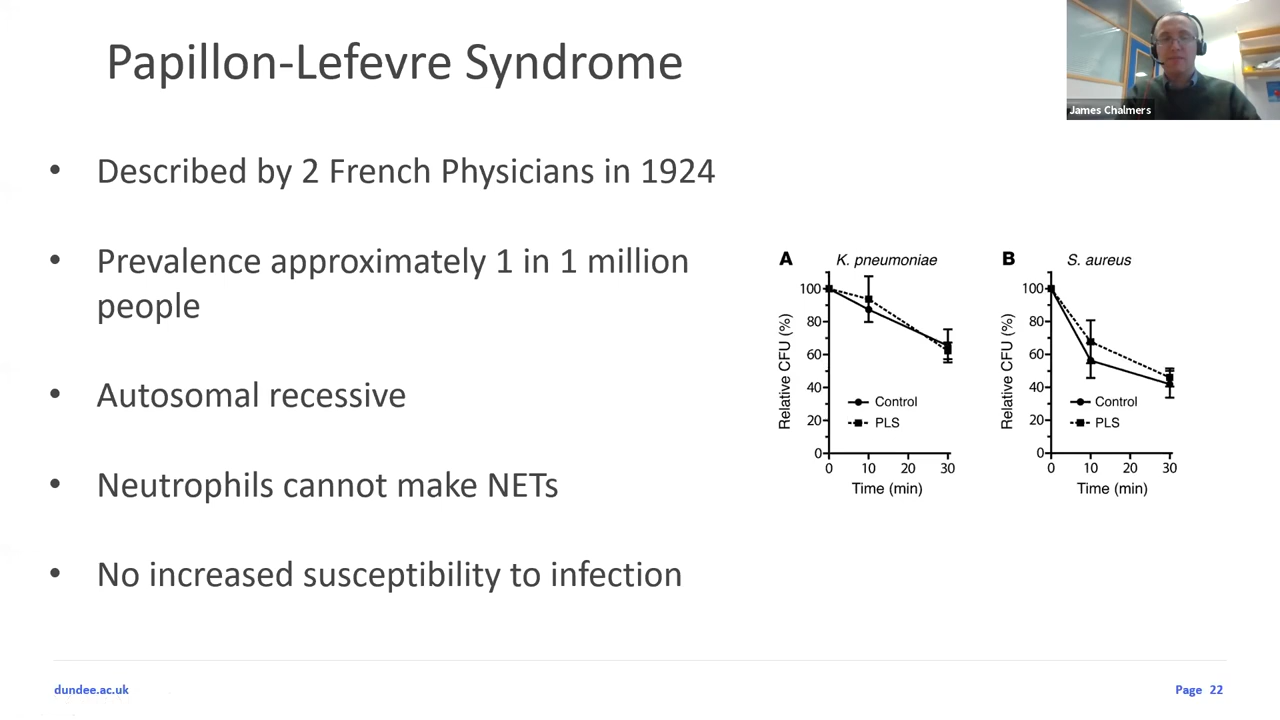 Papillon-Lefevre Syndrome
James Chalmers
• Described by 2 French Physicians in 1924
• Prevalence approximately 1 in 1 million
people
• Autosomal recessive
• Neutrophils cannot make NETs
• No increased susceptibility to infection
A K. pneumoniae
Relative CFU (%)
100
80
60
40
20
0
Control
PLS
0 10 20 30
Time (min)
B S. aureus
Relative CFU (%)
100
80
60
40
20
0
Control
PLS
0 10 20 30
Time (min)
dundee.ac.uk
Page 22